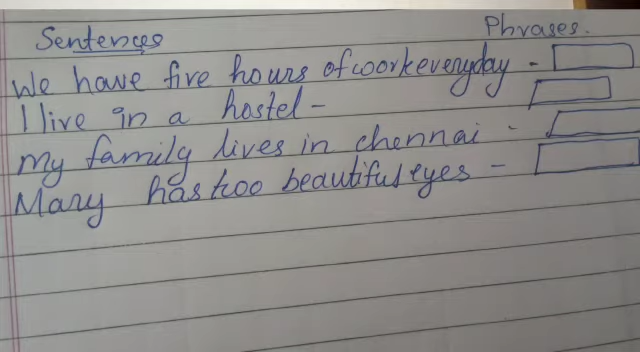 Sentences Phrases.
We have five hours of work everyday -
I live in a hostel -
My family lives in chennai -
Mary has too beautiful eyes -